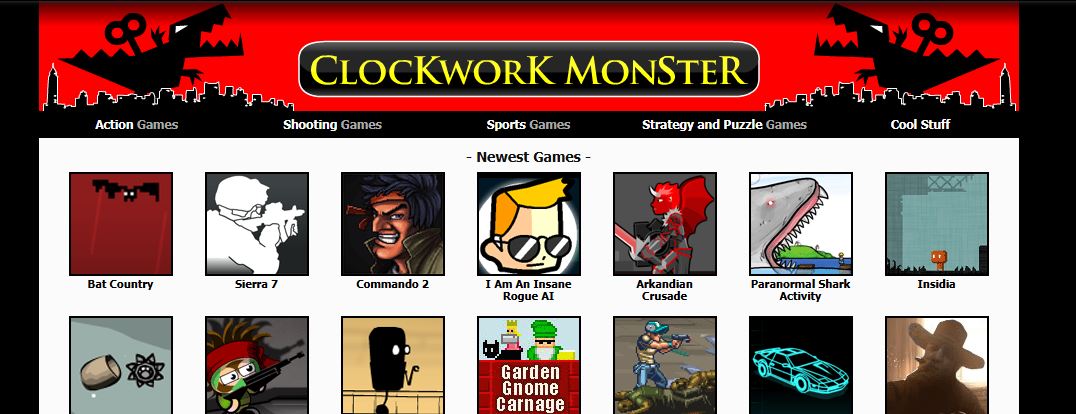 CLOCKWORK MONSTER
Action Games Shooting Games Sports Games Strategy and Puzzle Games Cool Stuff
- Newest Games -
Bat Country Sierra 7 Commando 2 I Am An Insane Arkandian Paranormal Shark Insidia
Rogue AI Crusade Activity
Garden
Gnome
Carnage